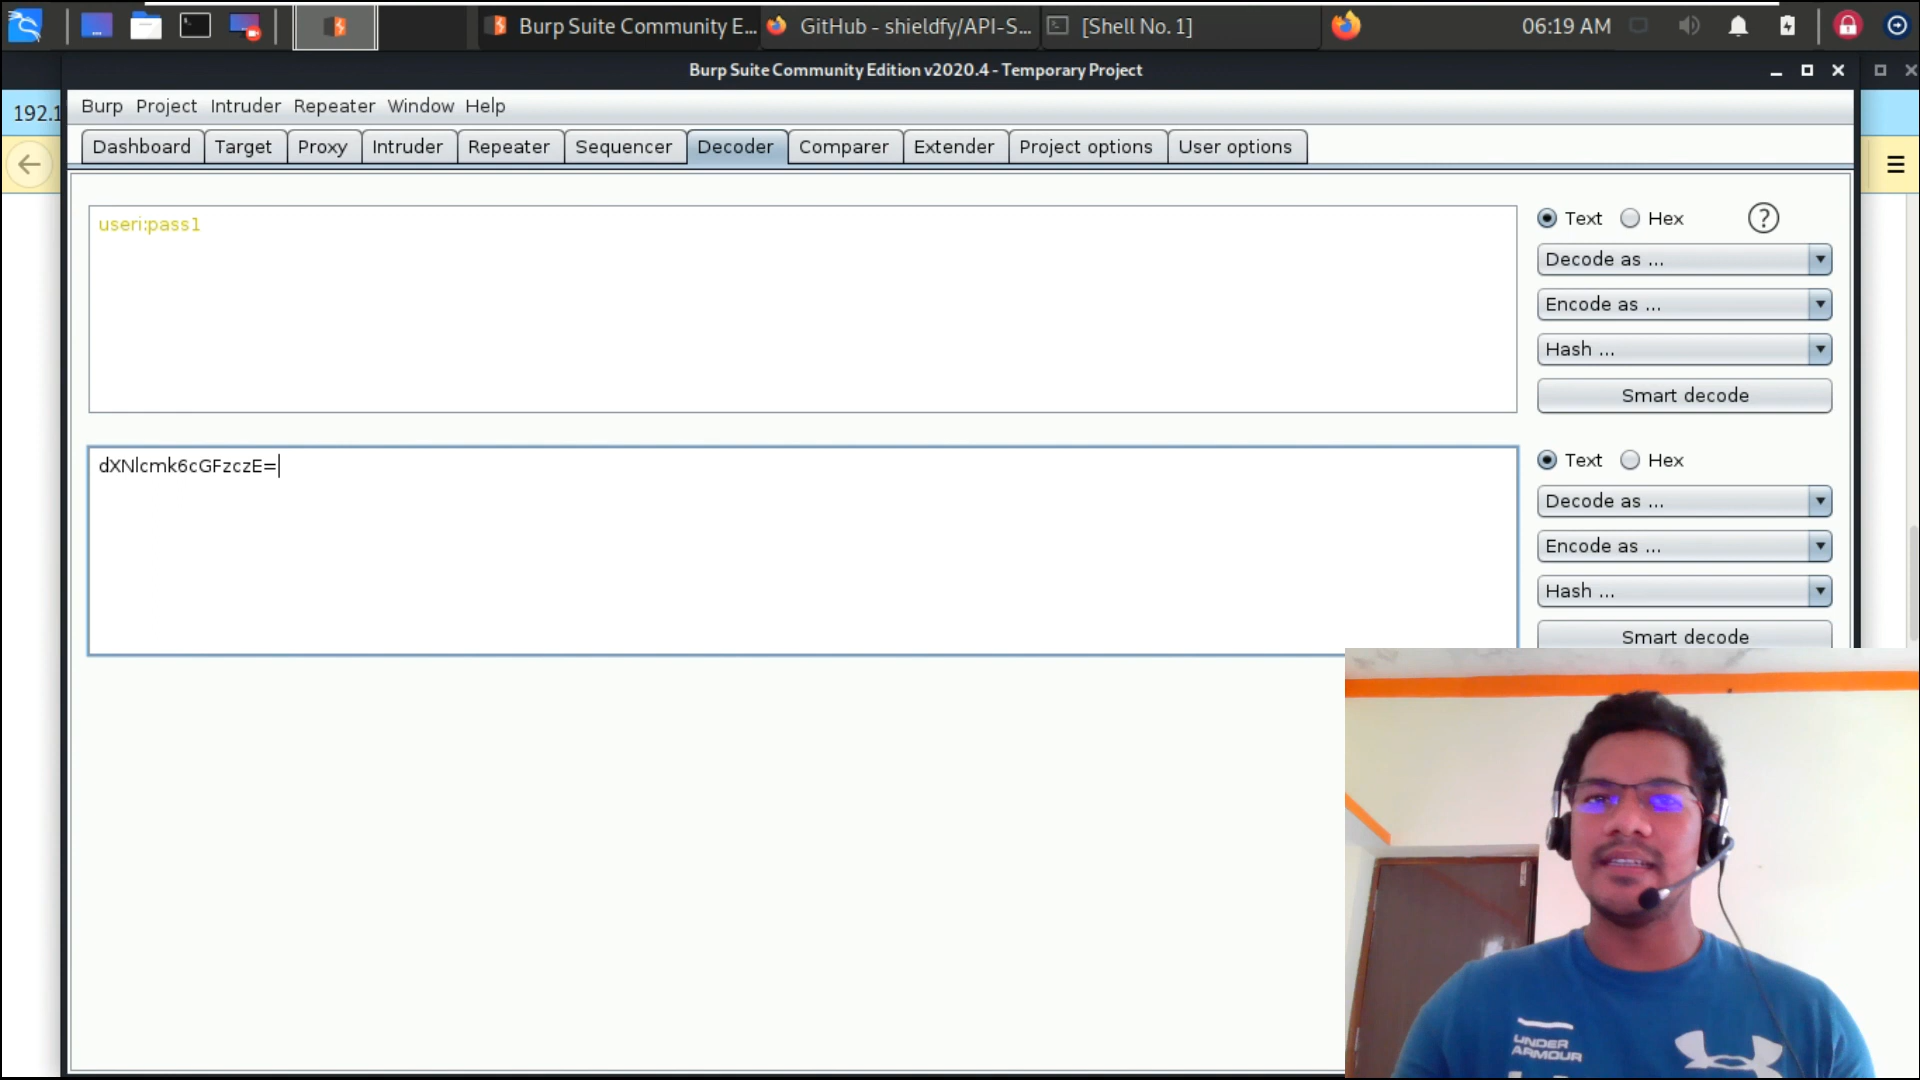 Burp Suite Community E...
GitHub - shieldfy/API-S...
[Shell No. 1]
06:19 AM
Burp Suite Community Edition v2020.4 - Temporary Project
192.1
Burp Project Intruder Repeater Window Help
Dashboard Target Proxy Intruder Repeater Sequencer Decoder Comparer Extender Project options User options
useri:pass1
Text Hex ?
Decode as ...
Encode as ...
Hash ...
Smart decode
dXNlcmk6cGFzczE=
Text Hex
Decode as ...
Encode as ...
Hash ...
Smart decode
UNDER
ARMOUR